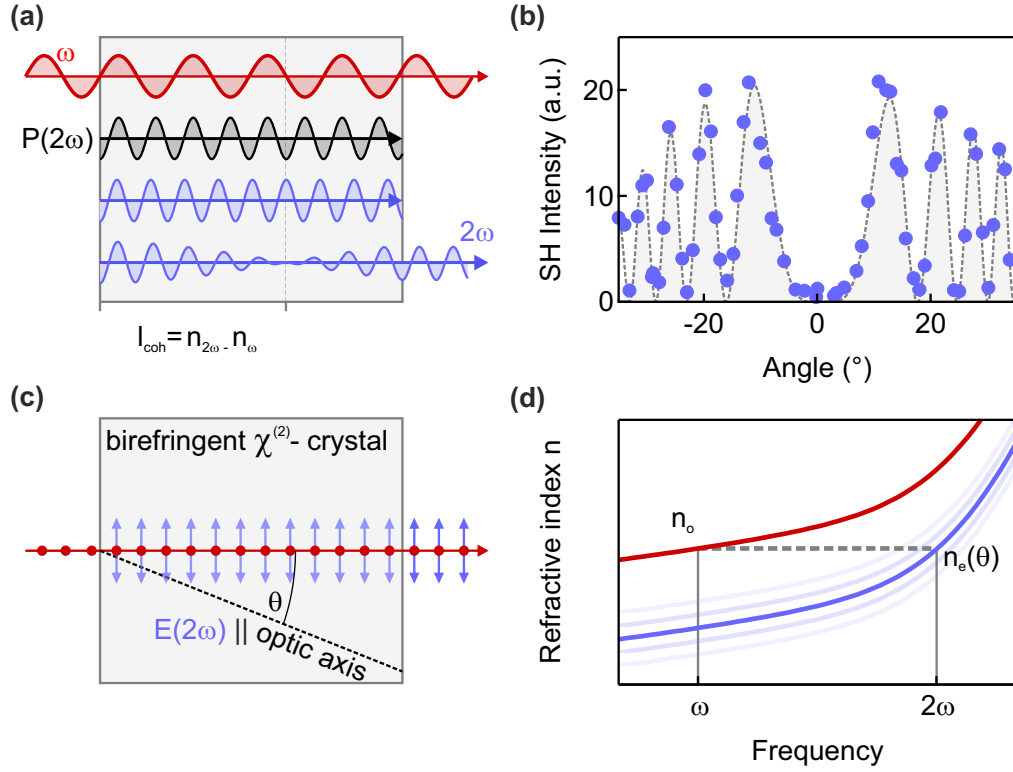 (a)
ω
P(2ω)
2ω
l_coh = n_2ω - n_ω
(b)
SH Intensity (a.u.)
20
10
0
-20
0
20
Angle (°)
(c)
birefringent χ^(2)- crystal
θ
E(2ω) || optic axis
(d)
Refractive index n
n_o
n_e(θ)
ω
2ω
Frequency